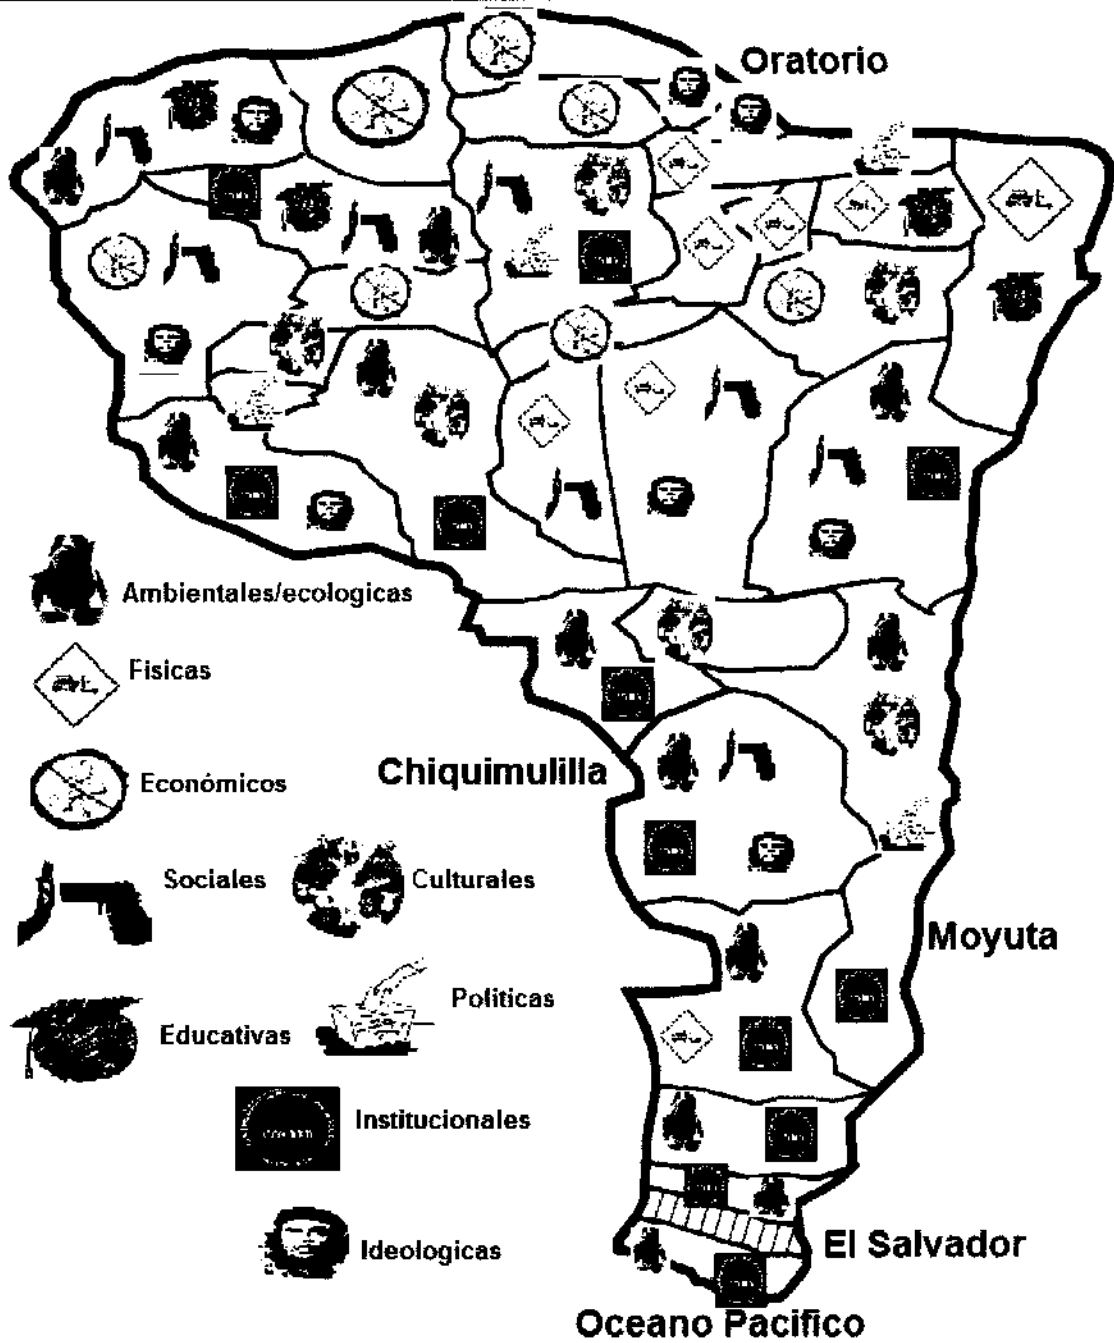 Oratorio
Ambientales/ecologicas
Fisicas
Económicos
Chiquimulilla
Sociales
Culturales
Moyuta
Politicas
Educativas
Institucionales
Ideologicas
El Salvador
Oceano Pacifico